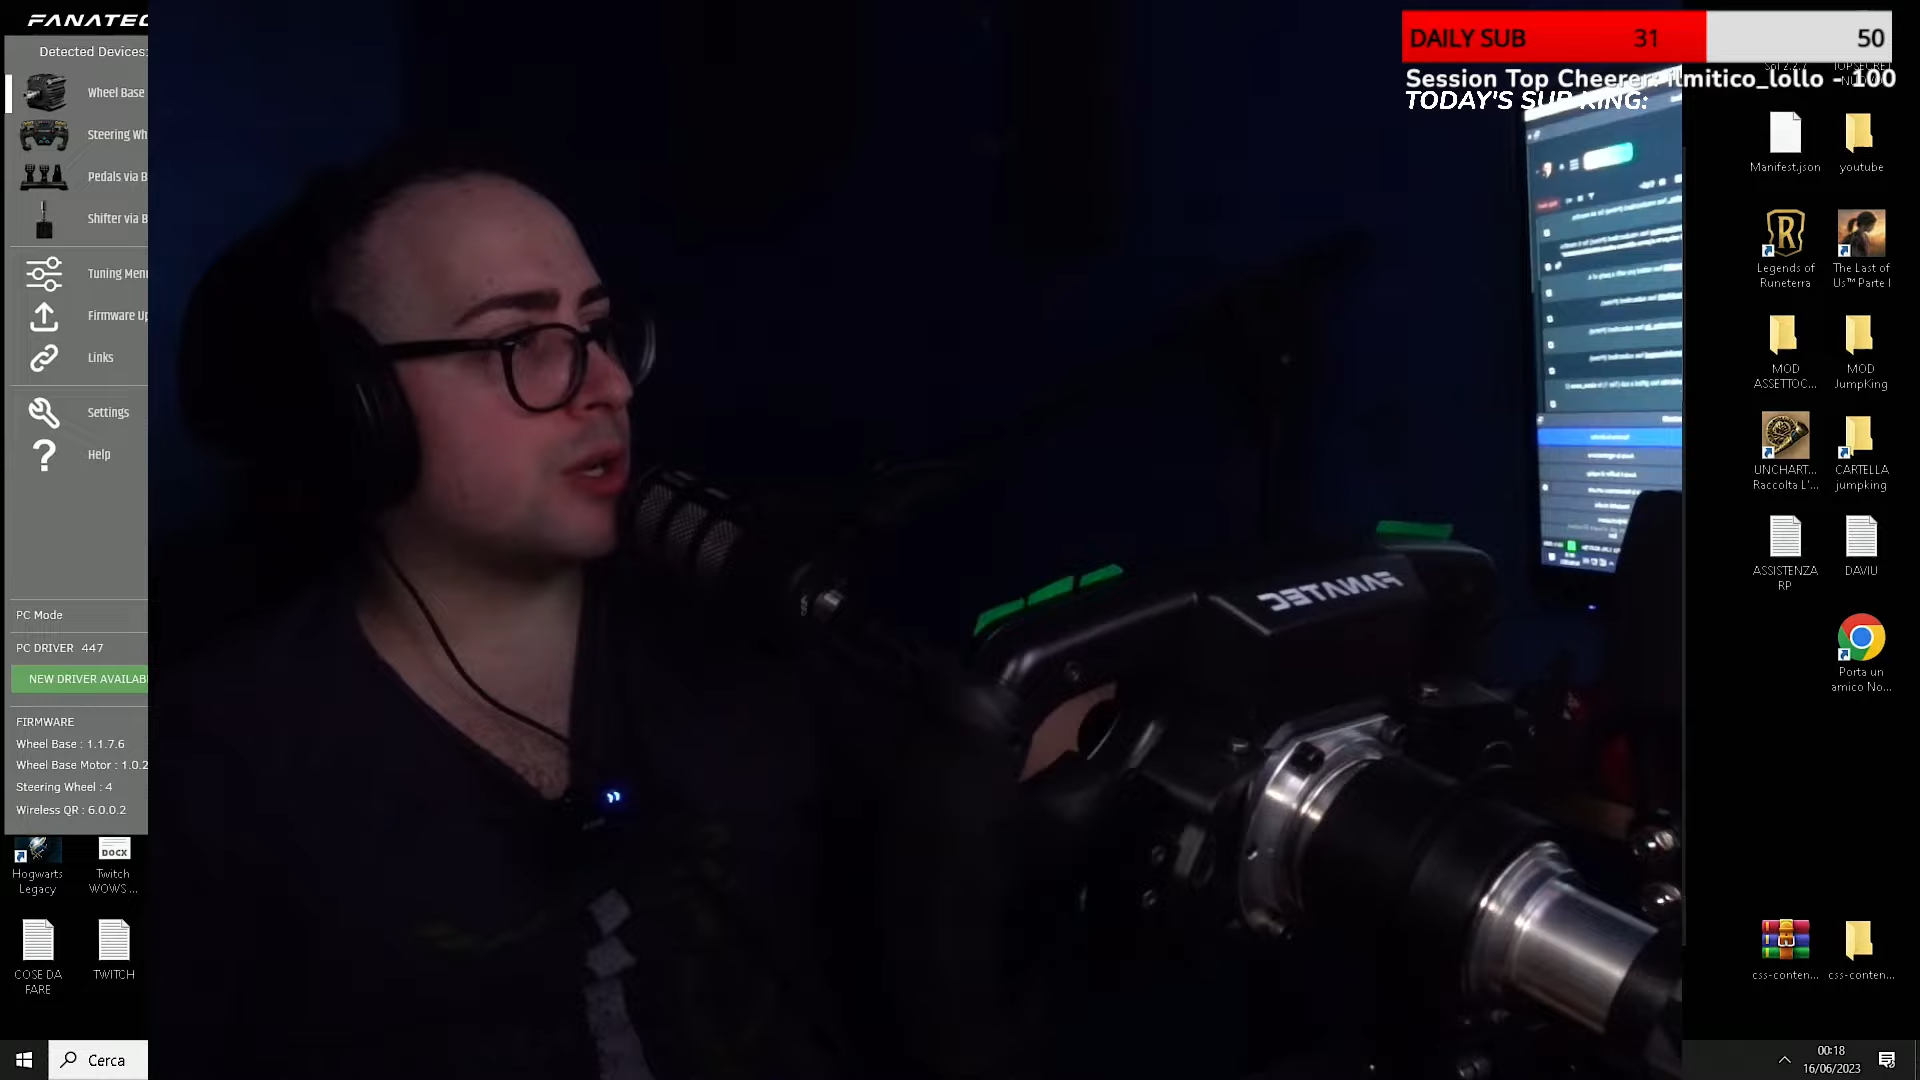 FANATEC
Detected Devices:
Wheel Base
Steering Wh
Pedals via B
Shifter via B
Tuning Menu
Firmware Up
Links
Settings
Help
PC Mode
PC DRIVER 447
NEW DRIVER AVAILAB
FIRMWARE
Wheel Base : 1.1.7.6
Wheel Base Motor : 1.0.2
Steering Wheel : 4
Wireless QR : 6.0.0.2
Hogwarts
Legacy
DOCX
Twitch
WOWS ...
COSE DA
FARE
TWITCH
Cerca
DAILY SUB 31 50
Session Top Cheerer: ilmitico_lollo - 100
TODAY'S SUB KING:
Manifest.json
youtube
Legends of
Runeterra
The Last of
Us™ Parte I
MOD
ASSETTOC...
MOD
JumpKing
UNCHART...
Raccolta L'...
CARTELLA
jumpking
ASSISTENZA
RP
DAVIU
Porta un
amico No...
css-conten...
css-conten...
FANATEC
00:18
16/06/2023